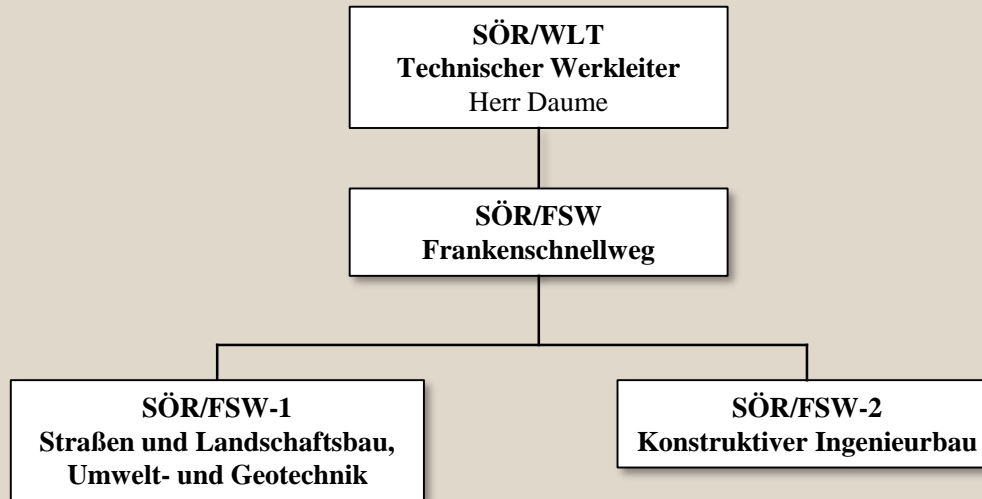 SÖR/WLT
Technischer Werkleiter
Herr Daume
SÖR/FSW
Frankenschnellweg
SÖR/FSW-1
Straßen und Landschaftsbau,
Umwelt- und Geotechnik
SÖR/FSW-2
Konstruktiver Ingenieurbau